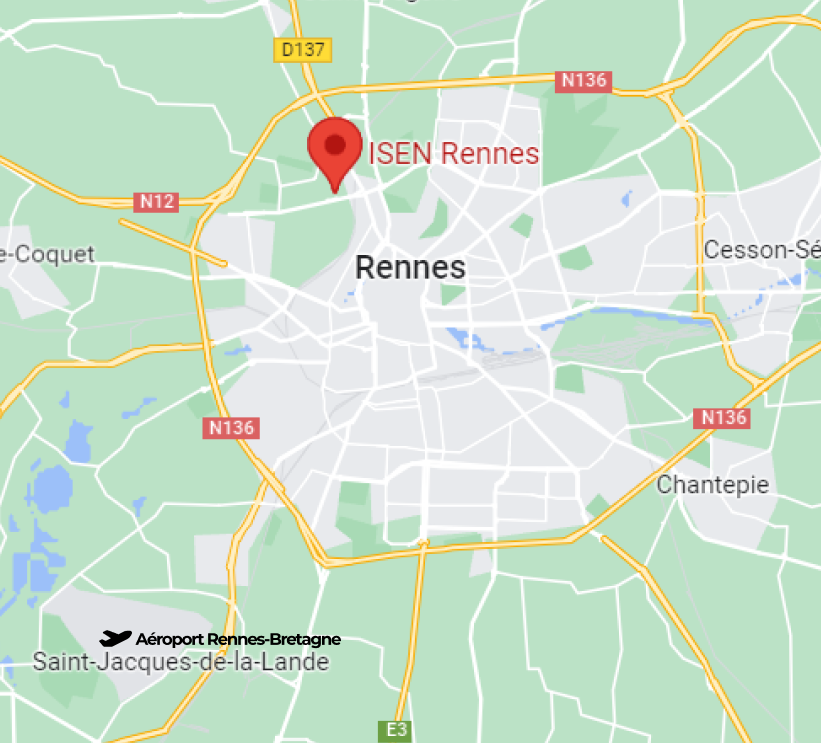 D137
N136
ISEN Rennes
N12
e-Coquet
Cesson-Sé
Rennes
N136
N136
Chantepie
Aéroport Rennes-Bretagne
Saint-Jacques-de-la-Lande
E3